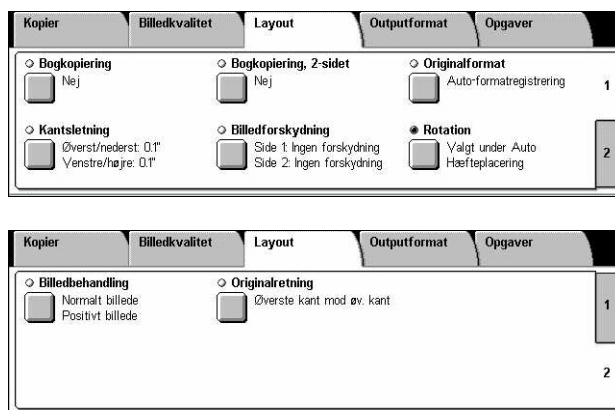 Kopier Billedkvalitet Layout Outputformat Opgaver
Bogkopiering
Nej
Bogkopiering, 2-sidet
Nej
Originalformat
Auto-formatregistrering
1
Kantsletning
Øverst/nederst: 0.1"
Venstre/højre: 0.1"
Billedforskydning
Side 1: Ingen forskydning
Side 2: Ingen forskydning
Rotation
Valgt under Auto
Hæfteplacering
2
Kopier Billedkvalitet Layout Outputformat Opgaver
Billedbehandling
Normalt billede
Positivt billede
Originalretning
Øverste kant mod øv. kant
1
2